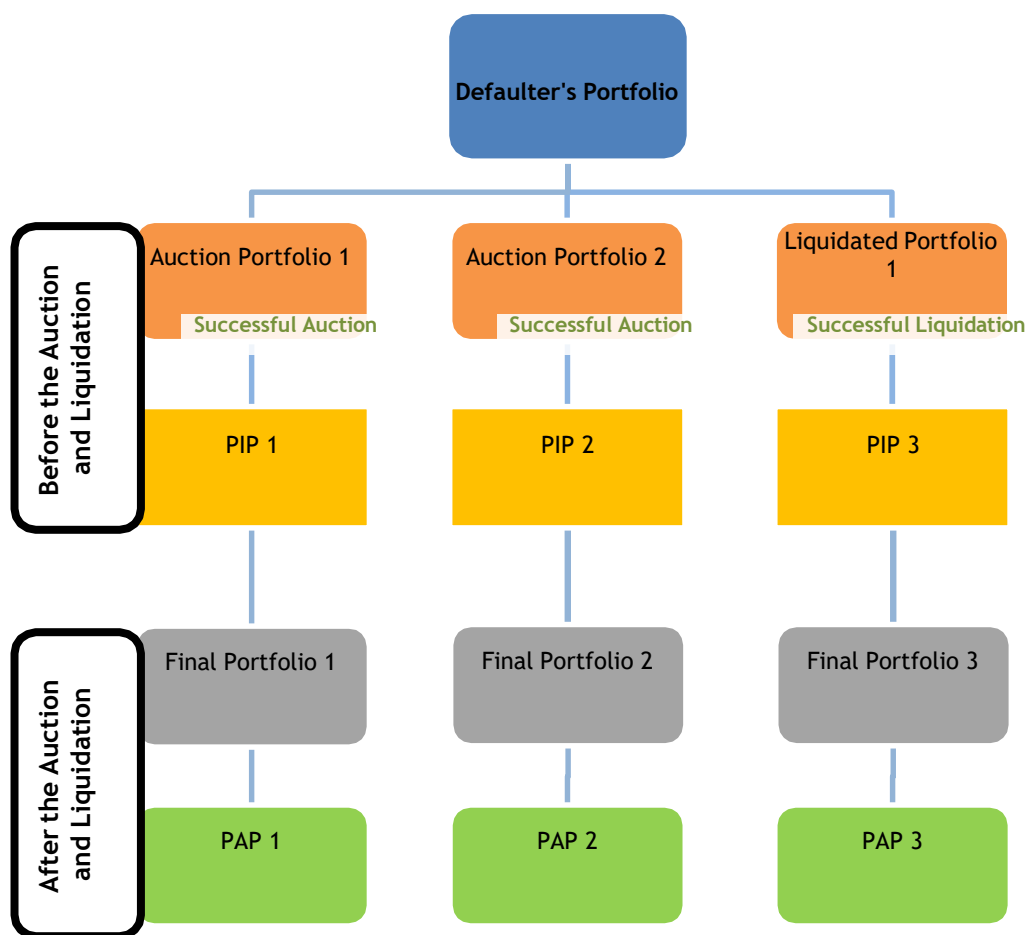 Defaulter's Portfolio
Before the Auction
and Liquidation
Auction Portfolio 1
Auction Portfolio 2
Liquidated Portfolio
1
Successful Auction
Successful Auction
Successful Liquidation
PIP 1
PIP 2
PIP 3
After the Auction
and Liquidation
Final Portfolio 1
Final Portfolio 2
Final Portfolio 3
PAP 1
PAP 2
PAP 3